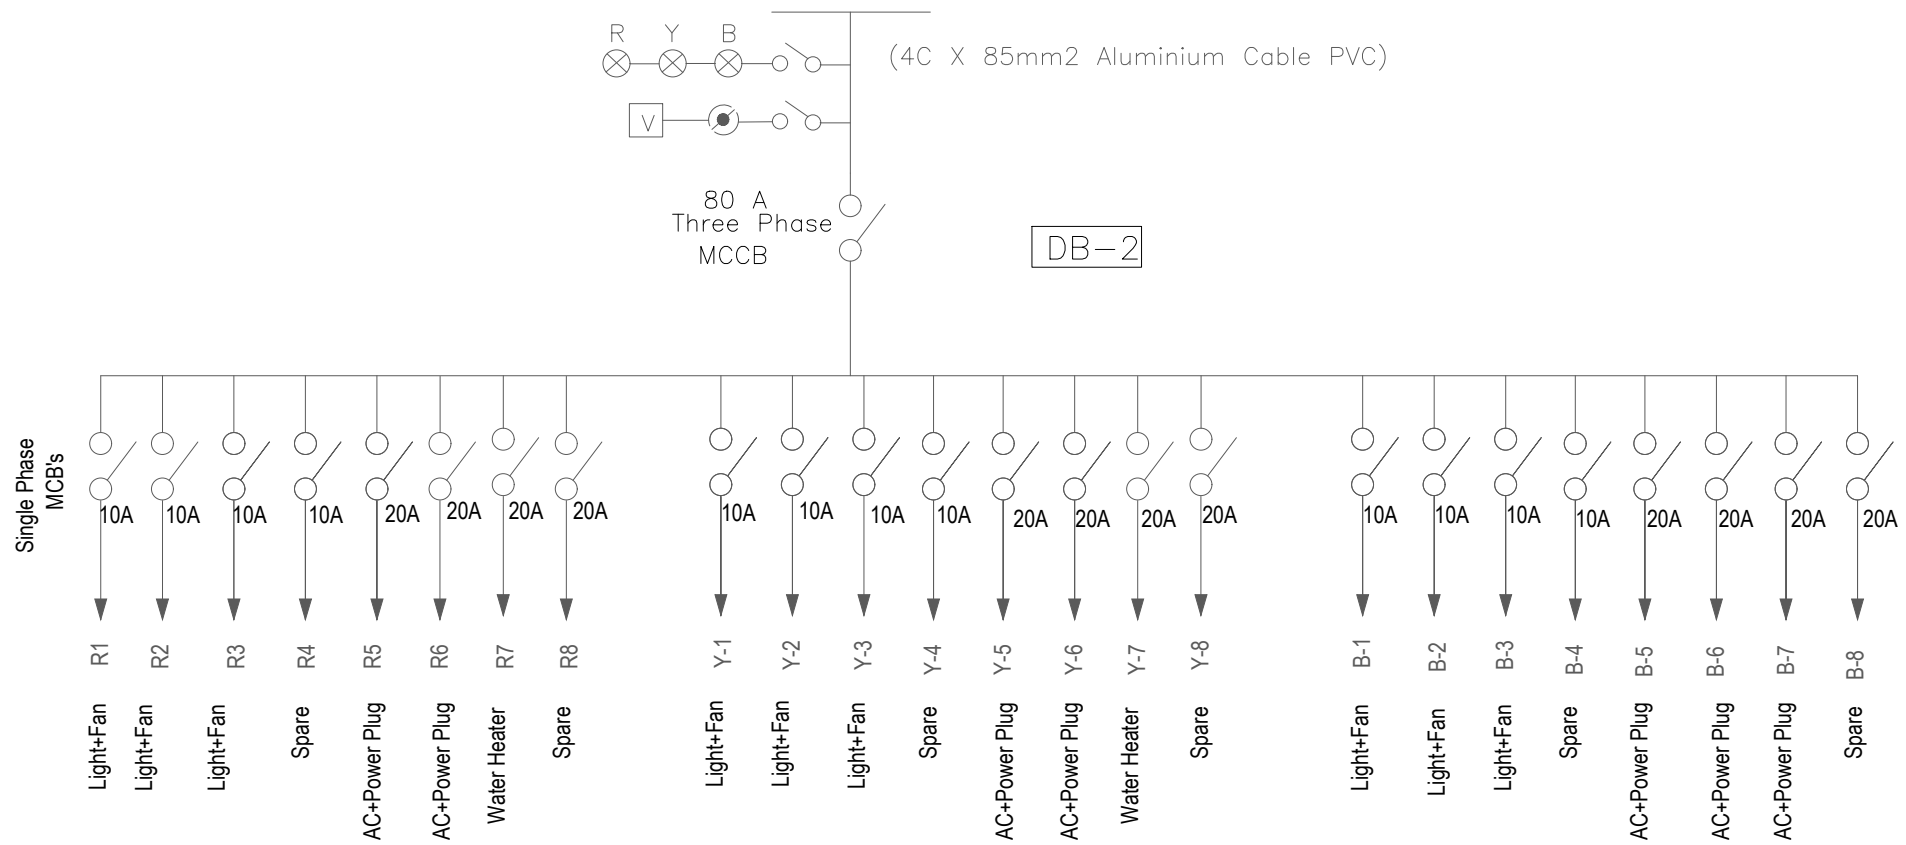 R Y B
(4C X 85mm2 Aluminium Cable PVC)
V
80 A
Three Phase
MCCB
DB-2
Single Phase
MCB's
10A 10A 10A 10A 20A 20A 20A 20A 10A 10A 10A 10A 20A 20A 20A 20A 10A 10A 10A 10A 20A 20A 20A 20A
R1 R2 R3 R4 R5 R6 R7 R8 Y-1 Y-2 Y-3 Y-4 Y-5 Y-6 Y-7 Y-8 B-1 B-2 B-3 B-4 B-5 B-6 B-7 B-8
Light+Fan
Light+Fan
Light+Fan
Spare
AC+Power Plug
AC+Power Plug
Water Heater
Spare
Light+Fan
Light+Fan
Light+Fan
Spare
AC+Power Plug
AC+Power Plug
Water Heater
Spare
Light+Fan
Light+Fan
Light+Fan
Spare
AC+Power Plug
AC+Power Plug
AC+Power Plug
Spare